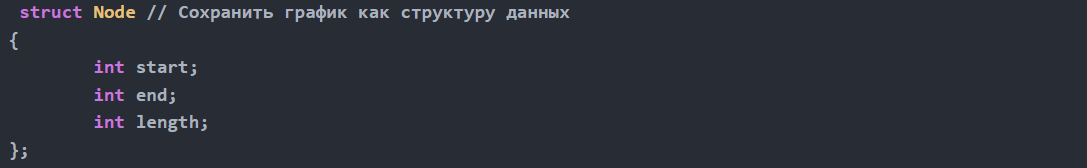 struct Node // Сохранить график как структуру данных
{
int start;
int end;
int length;
};